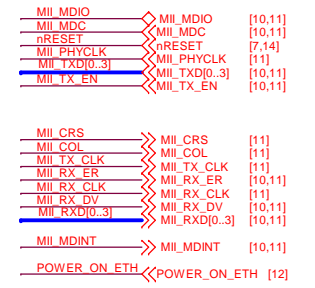 MII_MDIO MII_MDIO [10,11]
MII_MDC MII_MDC [10,11]
nRESET nRESET [7,14]
MII_PHYCLK MII_PHYCLK [11]
MII_TXD[0..3] MII_TXD[0..3] [10,11]
MII_TX_EN MII_TX_EN [10,11]
MII_CRS MII_CRS [11]
MII_COL MII_COL [11]
MII_TX_CLK MII_TX_CLK [11]
MII_RX_ER MII_RX_ER [10,11]
MII_RX_CLK MII_RX_CLK [11]
MII_RX_DV MII_RX_DV [10,11]
MII_RXD[0..3] MII_RXD[0..3] [10,11]
MII_MDINT MII_MDINT [10,11]
POWER_ON_ETH POWER_ON_ETH [12]